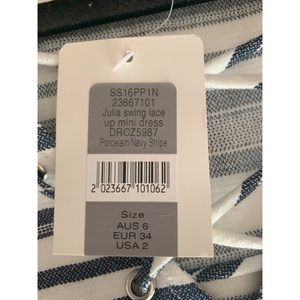 SS16PP1N
23667101
Julia swing lace
up mini dress
DRCZ5987
Porcelain Navy Stripe
2 023667 101062
Size
AUS 6
EUR 34
USA 2